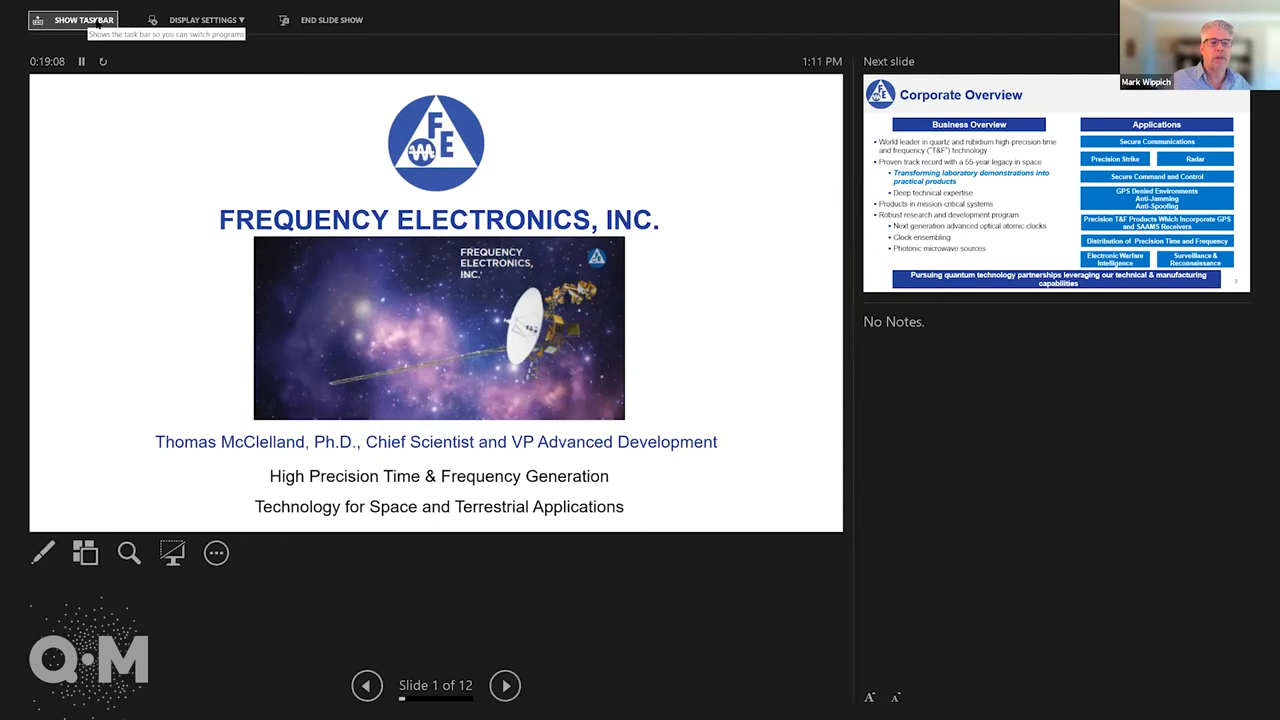 SHOW TASKBAR
DISPLAY SETTINGS ▼
END SLIDE SHOW
Shows the task bar so you can switch programs
Mark Wippich
0:19:08
1:11 PM
FE
FREQUENCY ELECTRONICS, INC.
FREQUENCY
ELECTRONICS,
INC.
Thomas McClelland, Ph.D., Chief Scientist and VP Advanced Development
High Precision Time & Frequency Generation
Technology for Space and Terrestrial Applications
Next slide
Corporate Overview
Business Overview
• World leader in quartz and rubidium high-precision time
and frequency ("T&F") technology
• Proven track record with a 55-year legacy in space
• Transforming laboratory demonstrations into
practical products
• Deep technical expertise
• Products in mission-critical systems
• Robust research and development program
• Next generation advanced optical atomic clocks
• Clock ensembling
• Photonic microwave sources
Applications
Secure Communications
Precision Strike
Radar
Secure Command and Control
GPS Denied Environments
Anti-Jamming
Anti-Spoofing
Precision T&F Products Which Incorporate GPS
and SAAMS Receivers
Distribution of Precision Time and Frequency
Electronic Warfare
Intelligence
Surveillance &
Reconnaissance
Pursuing quantum technology partnerships leveraging our technical & manufacturing
capabilities
2
No Notes.
Q·M
Slide 1 of 12
A
A